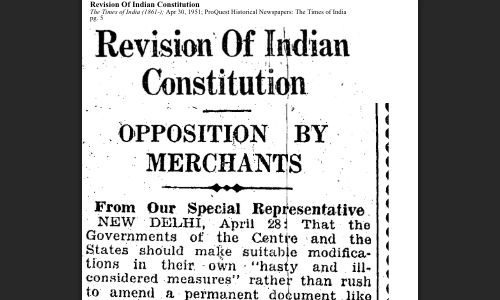 Revision Of Indian Constitution
The Times of India (1861-); Apr 30, 1951; ProQuest Historical Newspapers: The Times of India
pg. 5
Revision Of Indian
Constitution
OPPOSITION BY
MERCHANTS
From Our Special Representative
NEW DELHI, April 28: That the
Governments of the Centre and the
States should make suitable modifica-
tions in their own "hasty and ill-
considered measures" rather than rush
to amend a permanent document like